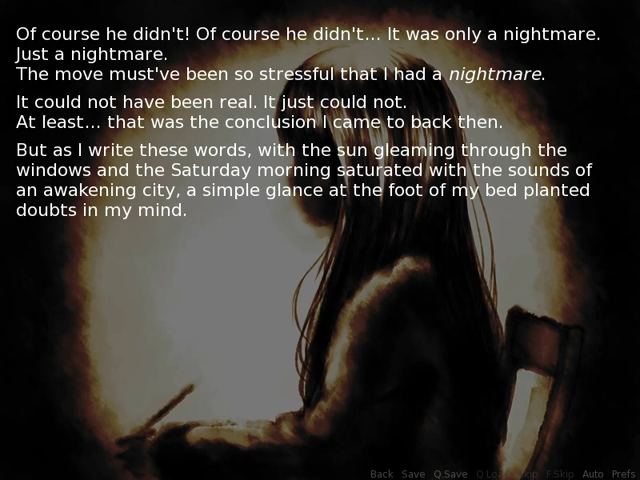 Of course he didn't! Of course he didn't... It was only a nightmare.
Just a nightmare.
The move must've been so stressful that I had a nightmare.
It could not have been real. It just could not.
At least... that was the conclusion I came to back then.
But as I write these words, with the sun gleaming through the
windows and the Saturday morning saturated with the sounds of
an awakening city, a simple glance at the foot of my bed planted
doubts in my mind.
Back Save Q.Save Q.Load Skip F.Skip Auto Prefs